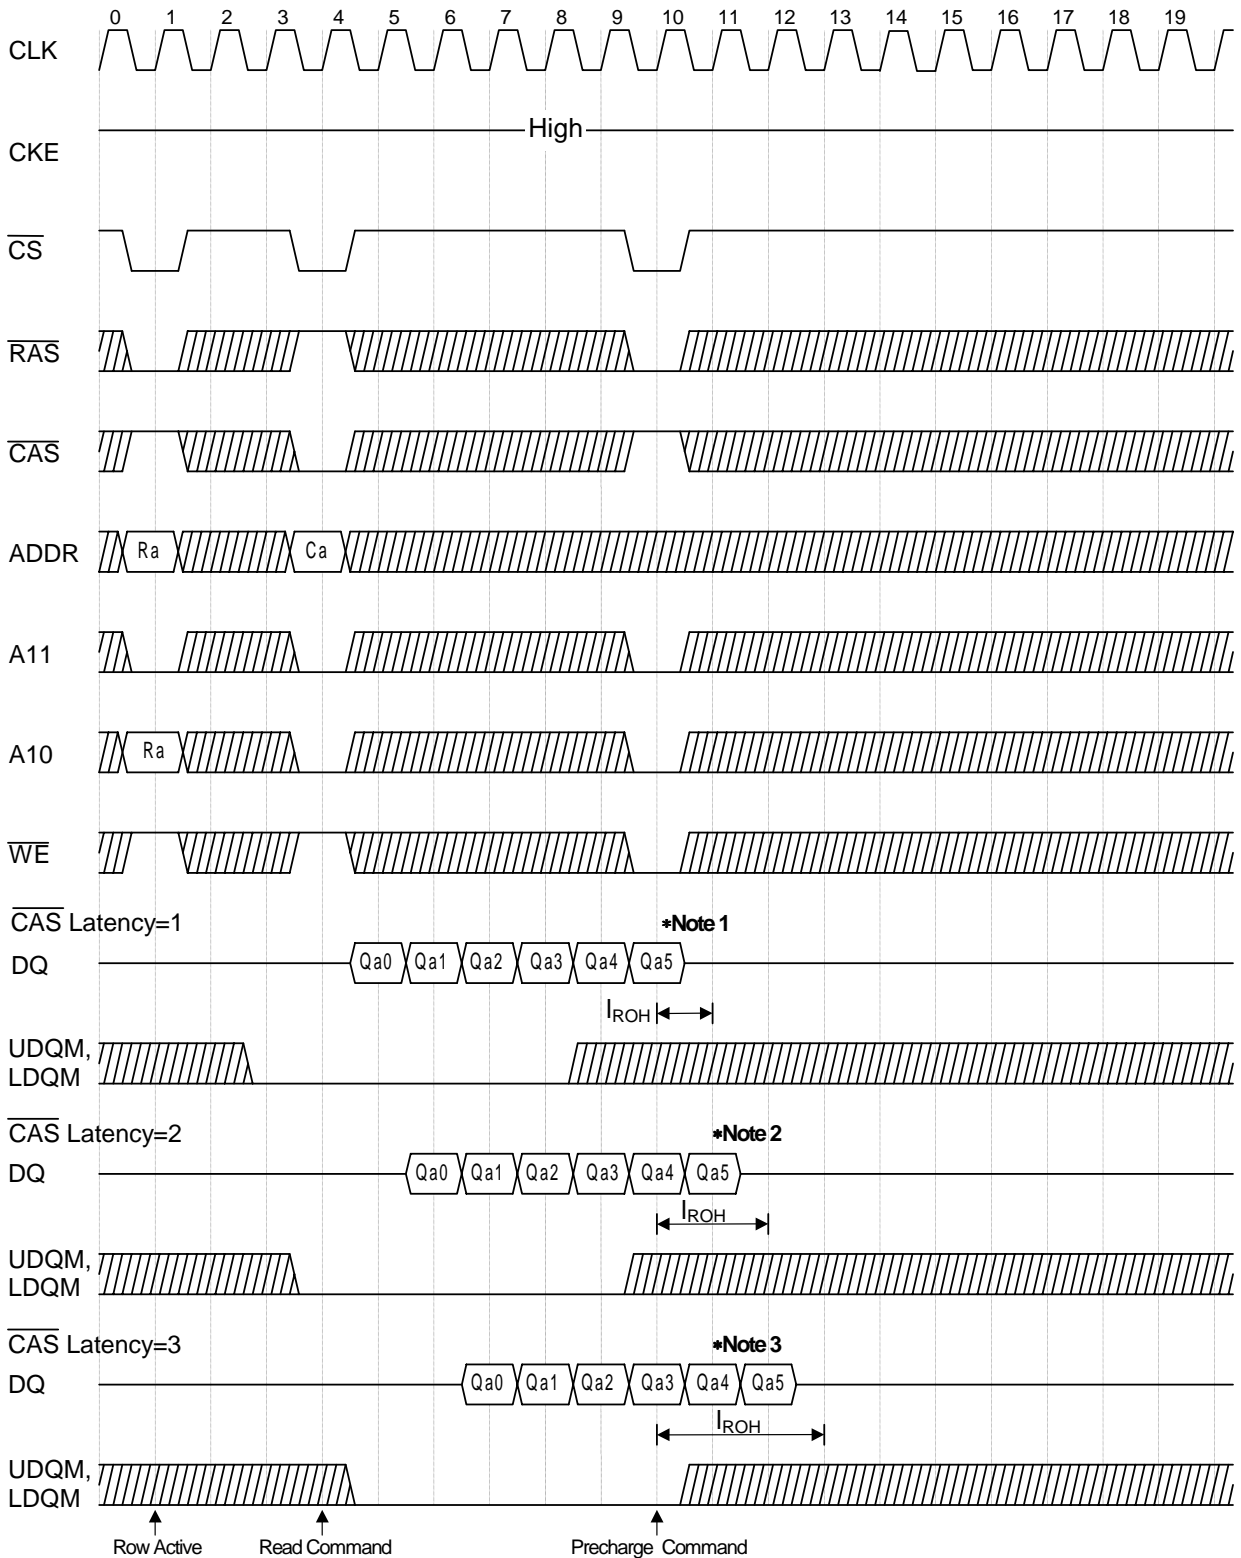 0 1 2 3 4 5 6 7 8 9 10 11 12 13 14 15 16 17 18 19
CLK
High
CKE
CS
RAS
CAS
ADDR Ra Ca
A11
A10 Ra
WE
CAS Latency=1 *Note 1
DQ Qa0 Qa1 Qa2 Qa3 Qa4 Qa5
IROH
UDQM,
LDQM
CAS Latency=2 *Note 2
DQ Qa0 Qa1 Qa2 Qa3 Qa4 Qa5
IROH
UDQM,
LDQM
CAS Latency=3 *Note 3
DQ Qa0 Qa1 Qa2 Qa3 Qa4 Qa5
IROH
UDQM,
LDQM
Row Active Read Command Precharge Command